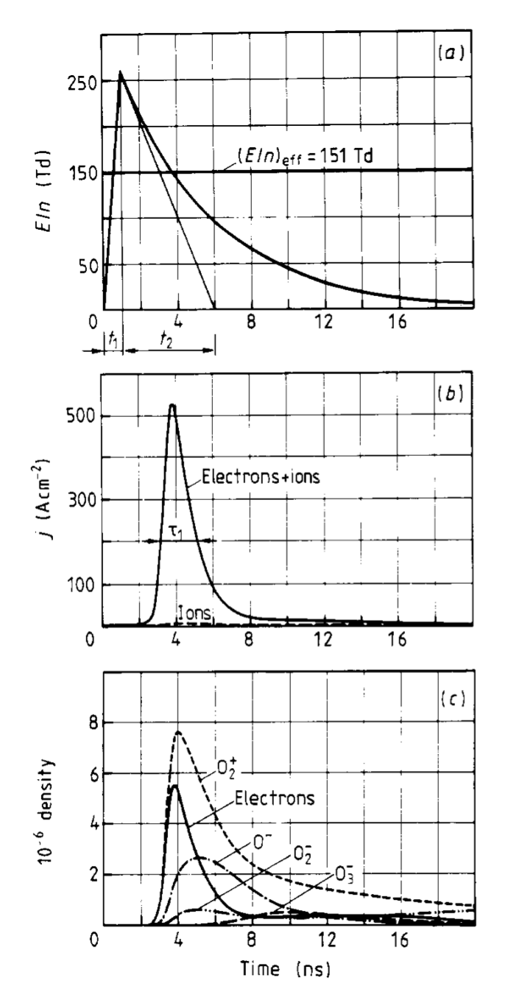 (a)
250
150
50
E/n (Td)
(E/n)eff = 151 Td
0 4 8 12 16
t₁ t₂
(b)
500
300
100
j (Acm⁻²)
Electrons+ions
τ₁
Ions
0 4 8 12 16
(c)
8
6
4
2
10⁻⁶ density
O₂⁺
Electrons
O⁻
O₂⁻
O₃⁻
0 4 8 12 16
Time (ns)